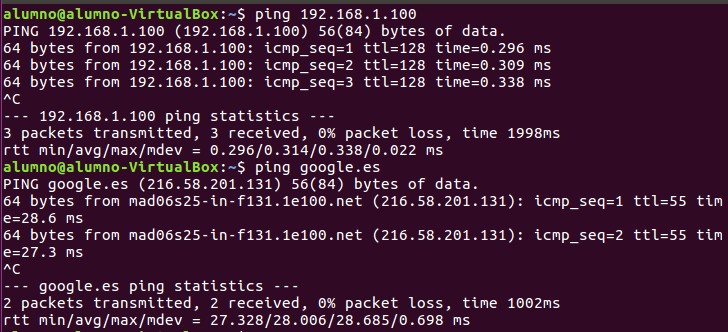 alumno@alumno-VirtualBox:~$ ping 192.168.1.100
PING 192.168.1.100 (192.168.1.100) 56(84) bytes of data.
64 bytes from 192.168.1.100: icmp_seq=1 ttl=128 time=0.296 ms
64 bytes from 192.168.1.100: icmp_seq=2 ttl=128 time=0.309 ms
64 bytes from 192.168.1.100: icmp_seq=3 ttl=128 time=0.338 ms
^C
--- 192.168.1.100 ping statistics ---
3 packets transmitted, 3 received, 0% packet loss, time 1998ms
rtt min/avg/max/mdev = 0.296/0.314/0.338/0.022 ms
alumno@alumno-VirtualBox:~$ ping google.es
PING google.es (216.58.201.131) 56(84) bytes of data.
64 bytes from mad06s25-in-f131.1e100.net (216.58.201.131): icmp_seq=1 ttl=55 tim
e=28.6 ms
64 bytes from mad06s25-in-f131.1e100.net (216.58.201.131): icmp_seq=2 ttl=55 tim
e=27.3 ms
^C
--- google.es ping statistics ---
2 packets transmitted, 2 received, 0% packet loss, time 1002ms
rtt min/avg/max/mdev = 27.328/28.006/28.685/0.698 ms